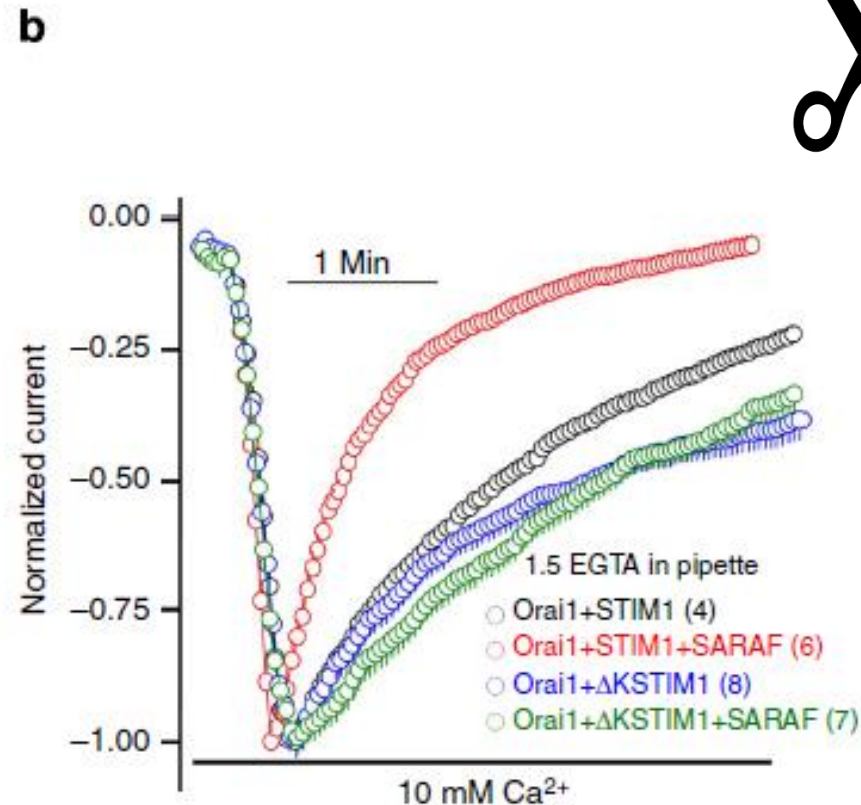 b
0.00
1 Min
−0.25
−0.50
−0.75
−1.00
Normalized current
1.5 EGTA in pipette
Orai1+STIM1 (4)
Orai1+STIM1+SARAF (6)
Orai1+ΔKSTIM1 (8)
Orai1+ΔKSTIM1+SARAF (7)
10 mM Ca²⁺